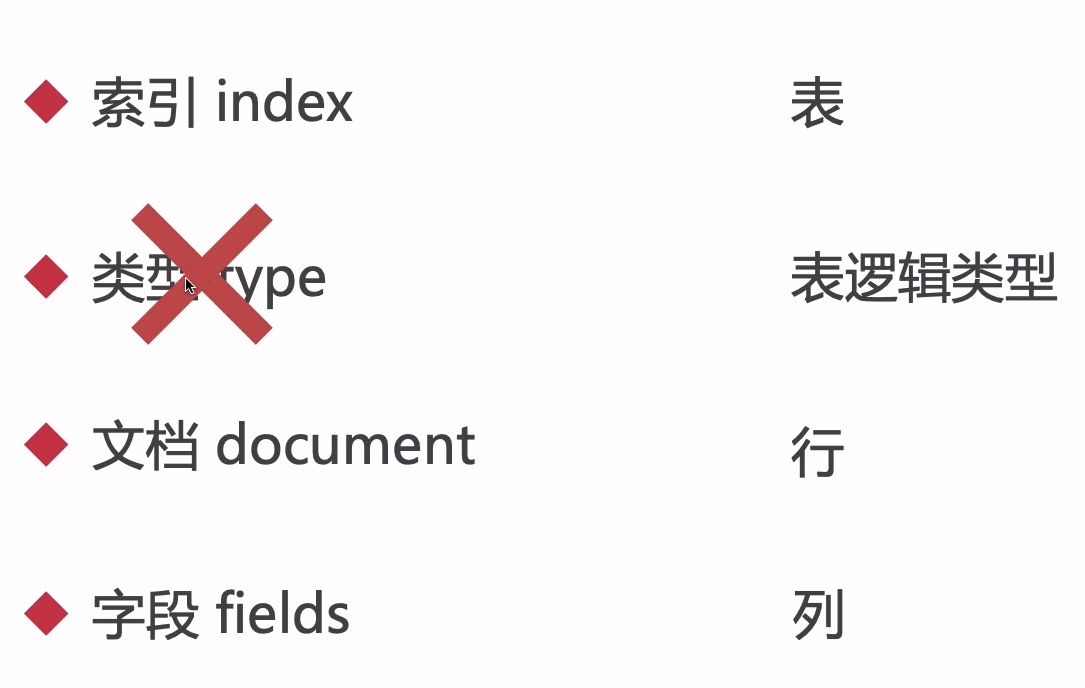 索引 index 表
类型 type 表逻辑类型
文档 document 行
字段 fields 列